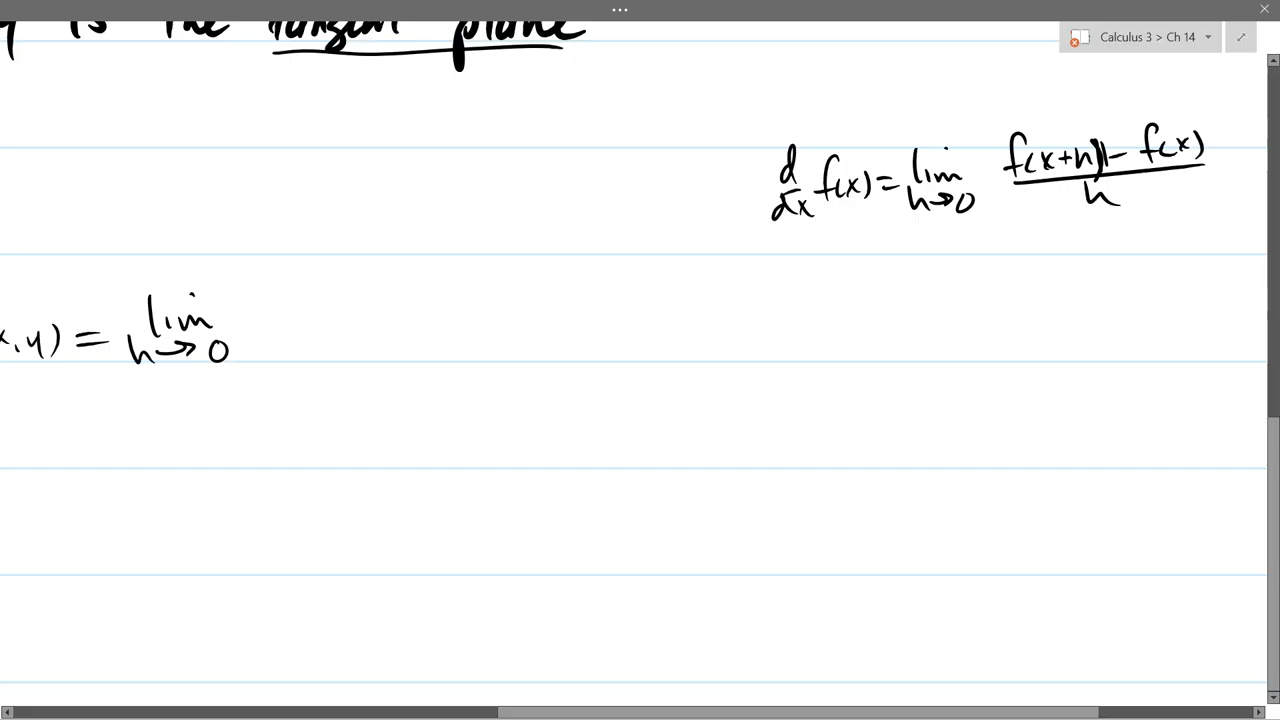 is the tangent plane
Calculus 3 > Ch 14
d/dx f(x) = lim h→0 f(x+h) - f(x) / h
x, y) = lim h→0